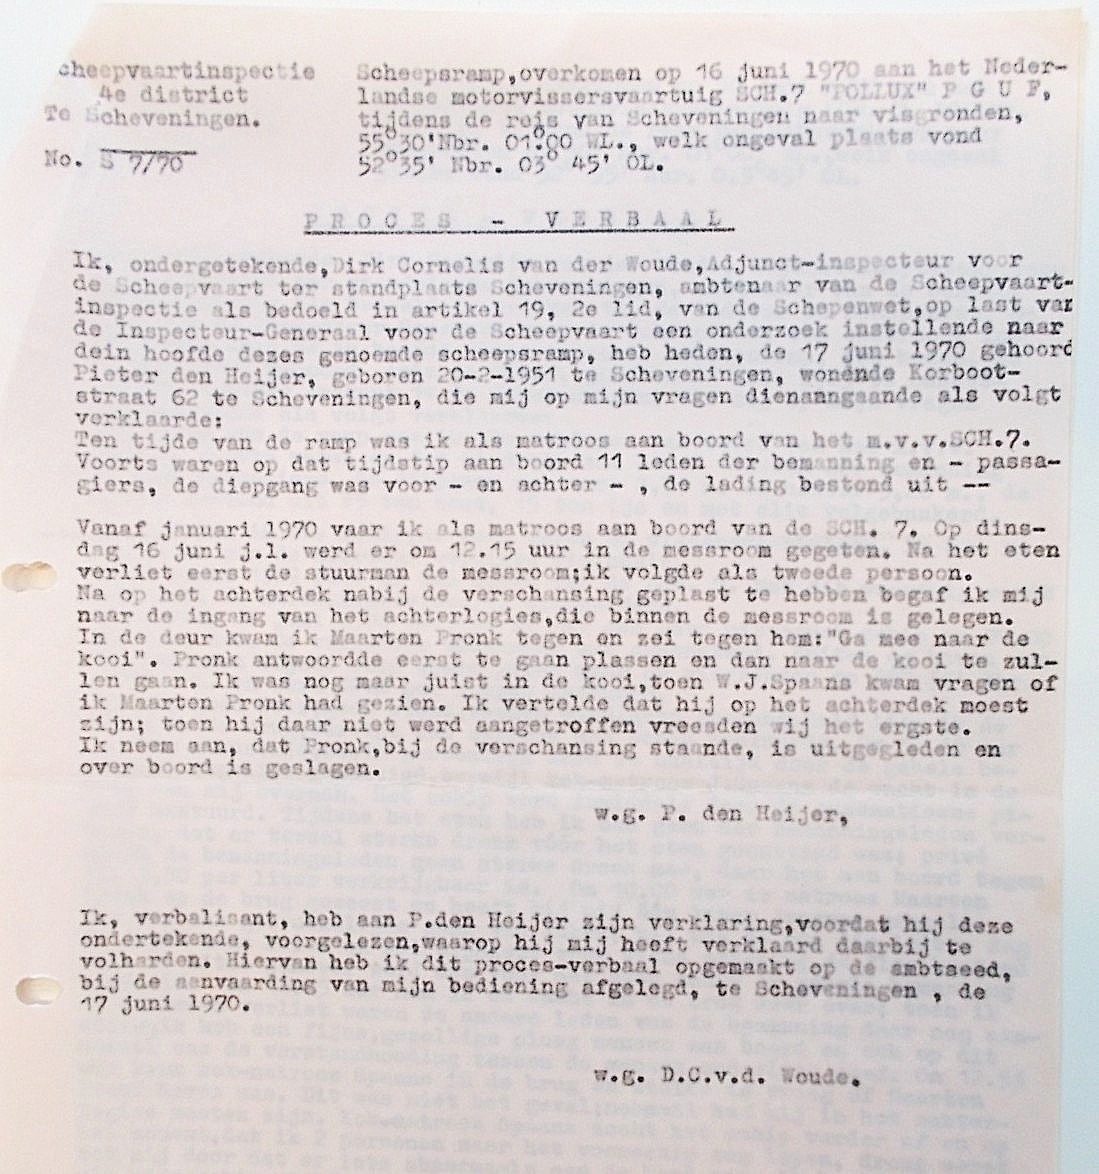 Scheepvaartinspectie
4e district
Te Scheveningen.
No. S 7/70
Scheepsramp,overkomen op 16 juni 1970 aan het Neder-
landse motorvissersvaartuig SCH.7 "POLLUX" P G U F,
tijdens de reis van Scheveningen naar visgronden,
55°30'Nbr. 01°00 WL., welk ongeval plaats vond
52°35' Nbr. 03° 45' OL.
PROCES - VERBAAL
Ik, ondergetekende,Dirk Cornelis van der Woude,Adjunct-inspecteur voor
de Scheepvaart ter standplaats Scheveningen, ambtenaar van de Scheepvaart-
inspectie als bedoeld in artikel 19, 2e lid, van de Schepenwet,op last van
de Inspecteur-Generaal voor de Scheepvaart een onderzoek instellende naar
dein hoofde dezes genoemde scheepsramp, heb heden, de 17 juni 1970 gehoord
Pieter den Heijer, geboren 20-2-1951 te Scheveningen, wonende Korboot-
straat 62 te Scheveningen, die mij op mijn vragen dienaangaande als volgt
verklaarde:
Ten tijde van de ramp was ik als matroos aan boord van het m.v.v.SCH.7.
Voorts waren op dat tijdstip aan boord 11 leden der bemanning en - passa-
giers, de diepgang was voor - en achter - , de lading bestond uit --
Vanaf januari 1970 vaar ik als matroos aan boord van de SCH. 7. Op dins-
dag 16 juni j.l. werd er om 12.15 uur in de messroom gegeten. Na het eten
verliet eerst de stuurman de messroom;ik volgde als tweede persoon.
Na op het achterdek nabij de verschansing geplast te hebben begaf ik mij
naar de ingang van het achterlogies,die binnen de messroom is gelegen.
In de deur kwam ik Maarten Pronk tegen en zei tegen hem:"Ga mee naar de
kooi". Pronk antwoordde eerst te gaan plassen en dan naar de kooi te zul-
len gaan. Ik was nog maar juist in de kooi,toen W.J.Spaans kwam vragen of
ik Maarten Pronk had gezien. Ik vertelde dat hij op het achterdek moest
zijn; toen hij daar niet werd aangetroffen vreesden wij het ergste.
Ik neem aan, dat Pronk,bij de verschansing staande, is uitgegleden en
over boord is geslagen.
w.g. P. den Heijer,
Ik, verbalisant, heb aan P.den Heijer zijn verklaring,voordat hij deze
ondertekende, voorgelezen,waarop hij mij heeft verklaard daarbij te
volharden. Hiervan heb ik dit proces-verbaal opgemaakt op de ambtseed,
bij de aanvaarding van mijn bediening afgelegd, te Scheveningen , de
17 juni 1970.
w.g. D.C.v.d. Woude.